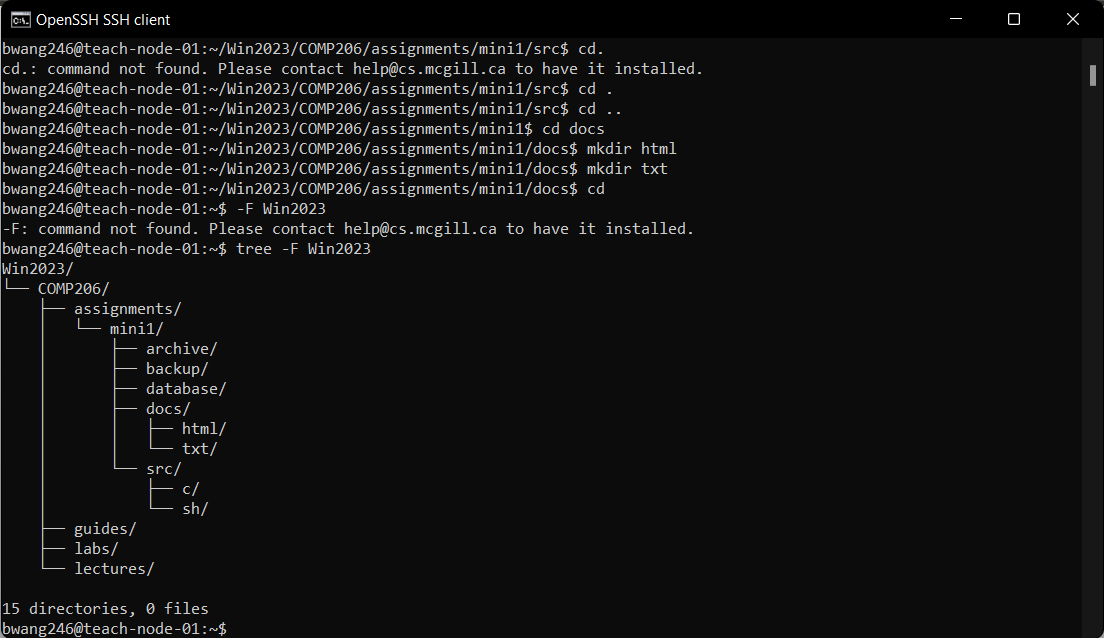 OpenSSH SSH client
bwang246@teach-node-01:~/Win2023/COMP206/assignments/mini1/src$ cd.
cd.: command not found. Please contact help@cs.mcgill.ca to have it installed.
bwang246@teach-node-01:~/Win2023/COMP206/assignments/mini1/src$ cd .
bwang246@teach-node-01:~/Win2023/COMP206/assignments/mini1/src$ cd ..
bwang246@teach-node-01:~/Win2023/COMP206/assignments/mini1$ cd docs
bwang246@teach-node-01:~/Win2023/COMP206/assignments/mini1/docs$ mkdir html
bwang246@teach-node-01:~/Win2023/COMP206/assignments/mini1/docs$ mkdir txt
bwang246@teach-node-01:~/Win2023/COMP206/assignments/mini1/docs$ cd
bwang246@teach-node-01:~$ -F Win2023
-F: command not found. Please contact help@cs.mcgill.ca to have it installed.
bwang246@teach-node-01:~$ tree -F Win2023
Win2023/
└── COMP206/
    ├── assignments/
    │   └── mini1/
    │       ├── archive/
    │       ├── backup/
    │       ├── database/
    │       ├── docs/
    │       │   ├── html/
    │       │   └── txt/
    │       └── src/
    │           ├── c/
    │           └── sh/
    ├── guides/
    ├── labs/
    └── lectures/

15 directories, 0 files
bwang246@teach-node-01:~$